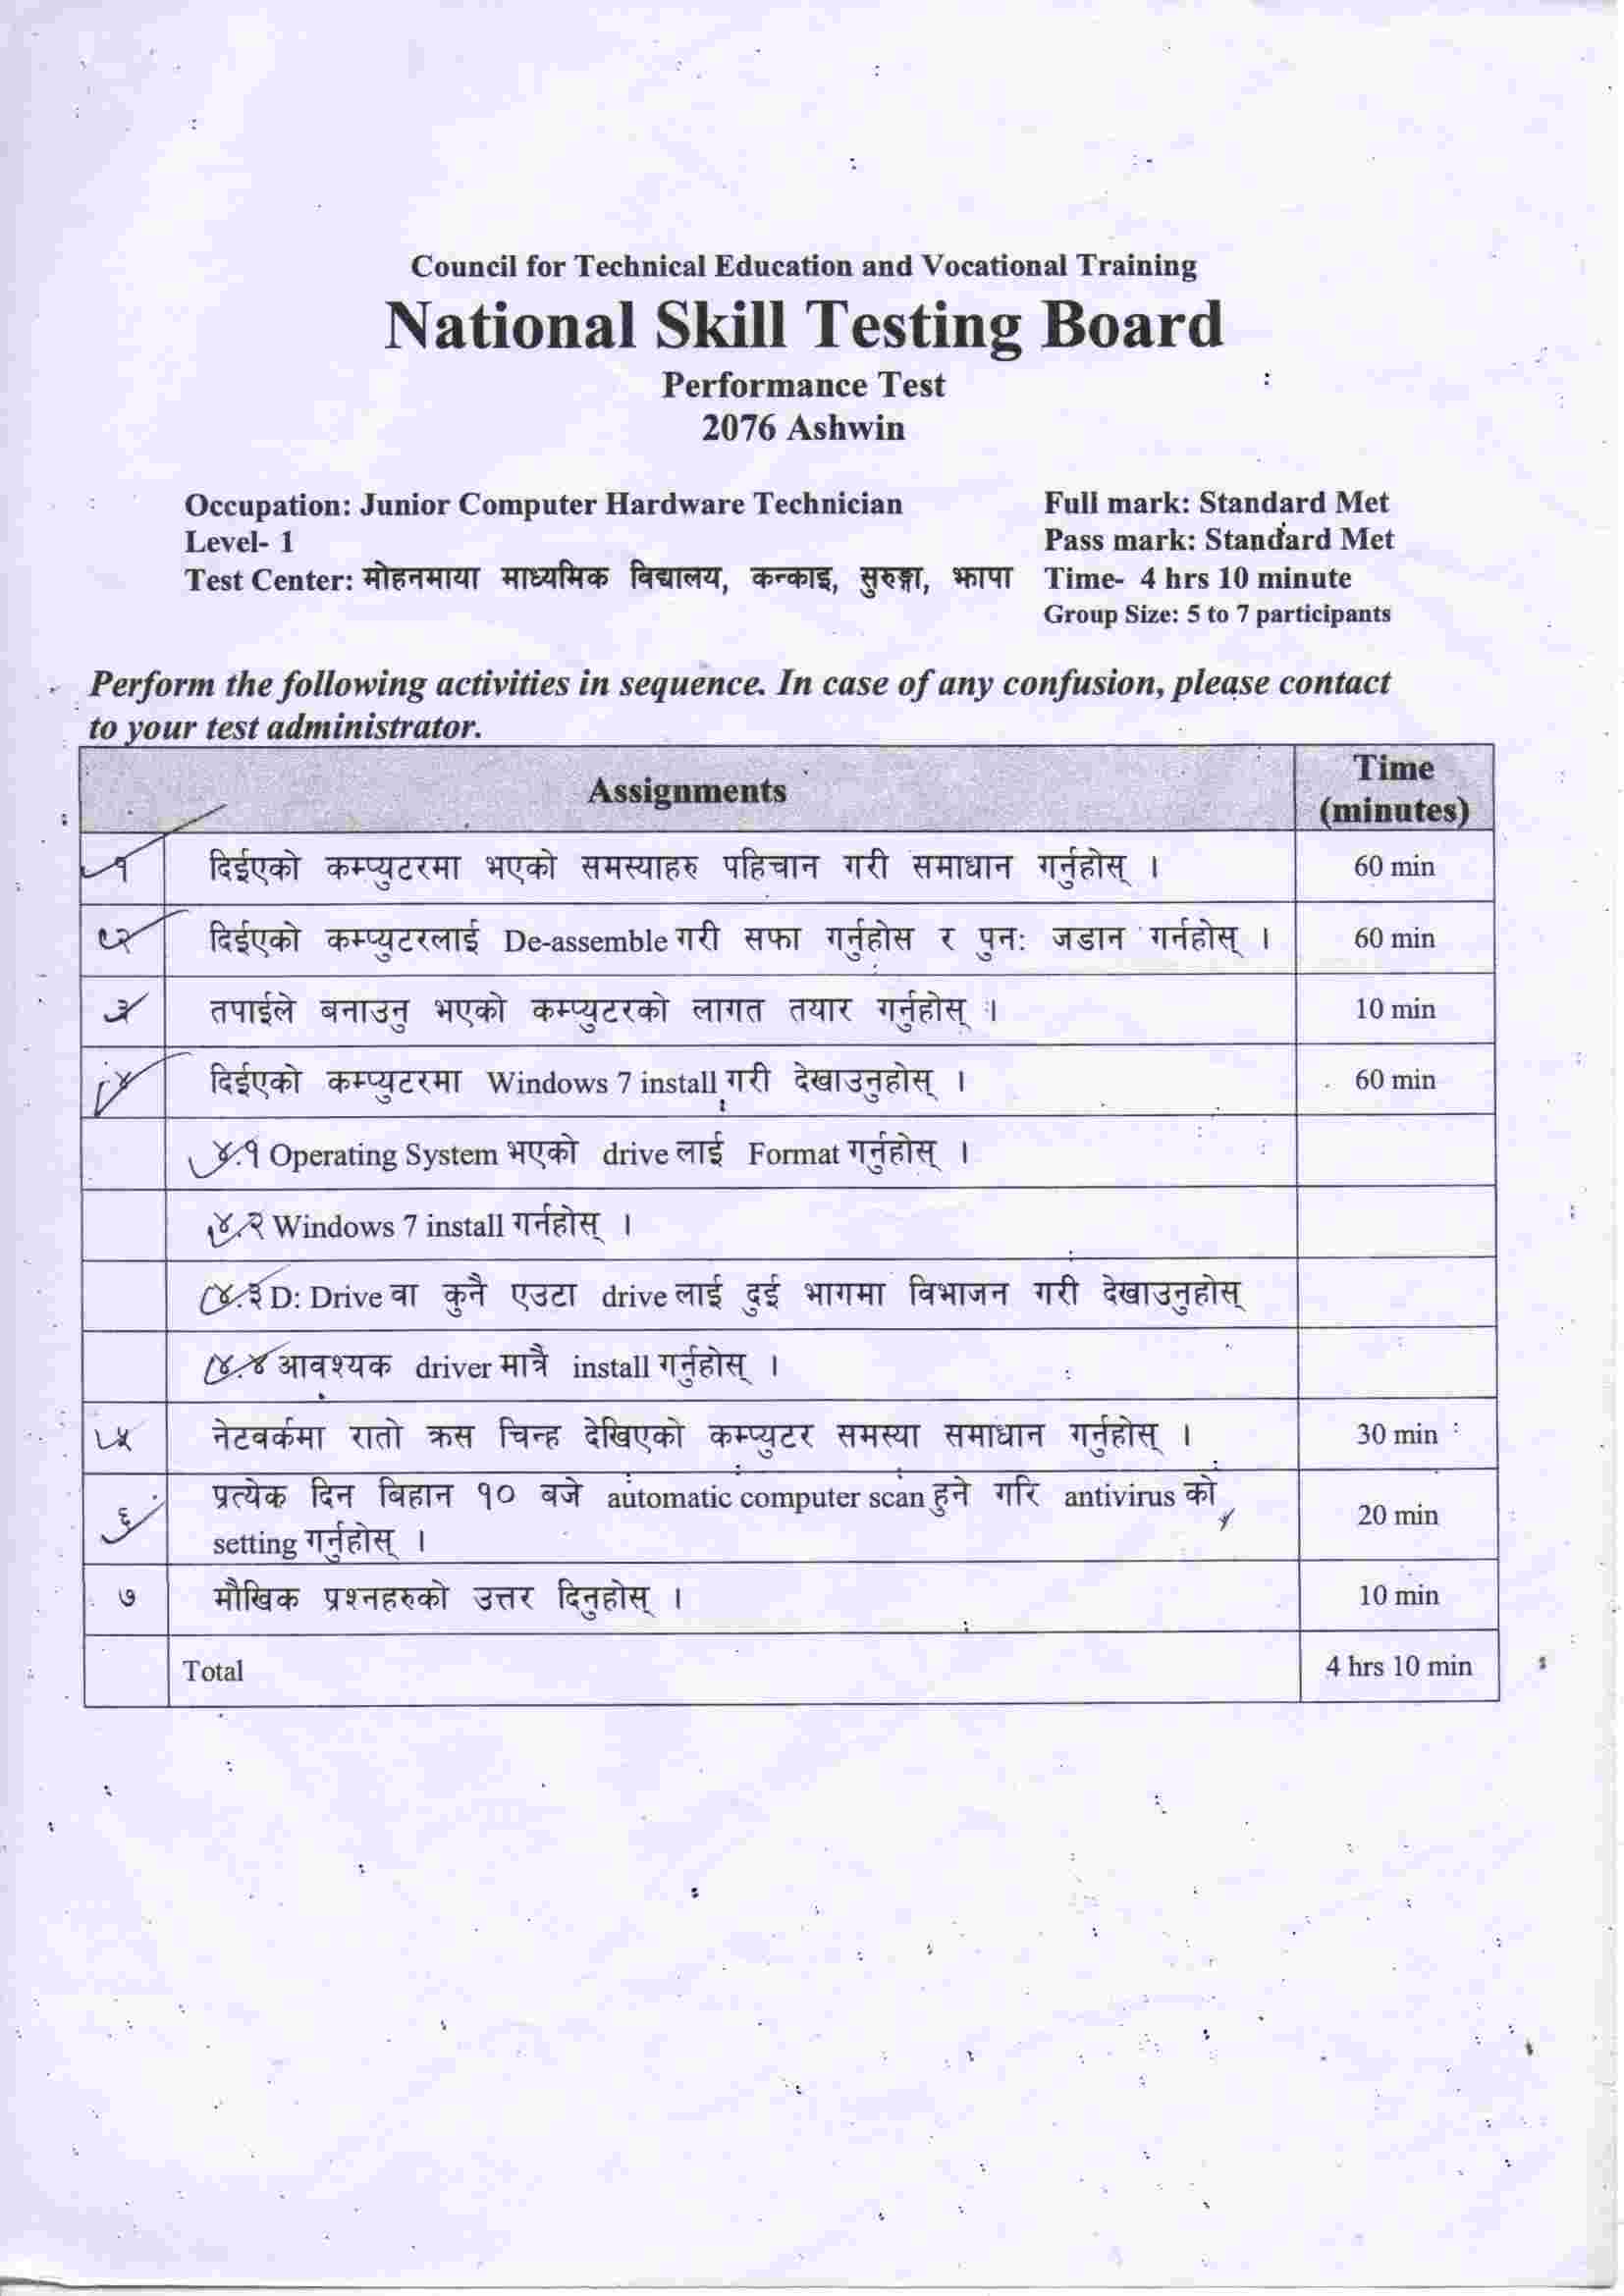 Council for Technical Education and Vocational Training
National Skill Testing Board
Performance Test
2076 Ashwin
Occupation: Junior Computer Hardware Technician
Full mark: Standard Met
Level- 1
Pass mark: Standard Met
Test Center: मोहनमाया माध्यमिक विद्यालय, कन्काइ, सुरुङ्गा, झापा
Time- 4 hrs 10 minute
Group Size: 5 to 7 participants
Perform the following activities in sequence. In case of any confusion, please contact
to your test administrator.
Assignments
Time
(minutes)
१ दिईएको कम्प्युटरमा भएको समस्याहरु पहिचान गरी समाधान गर्नुहोस् । 60 min
२ दिईएको कम्प्युटरलाई De-assemble गरी सफा गर्नुहोस र पुन: जडान गर्नहोस् । 60 min
३ तपाईले बनाउनु भएको कम्प्युटरको लागत तयार गर्नुहोस् । 10 min
४ दिईएको कम्प्युटरमा Windows 7 install गरी देखाउनुहोस् । 60 min
४.१ Operating System भएको drive लाई Format गर्नुहोस् ।
४.२ Windows 7 install गर्नहोस् ।
४.३ D: Drive वा कुनै एउटा drive लाई दुई भागमा विभाजन गरी देखाउनुहोस्
४.४ आवश्यक driver मात्रै install गर्नुहोस् ।
५ नेटवर्कमा रातो क्रस चिन्ह देखिएको कम्प्युटर समस्या समाधान गर्नुहोस् । 30 min
६ प्रत्येक दिन बिहान १० बजे automatic computer scan हुने गरि antivirus को
setting गर्नुहोस् । 20 min
७ मौखिक प्रश्नहरुको उत्तर दिनुहोस् । 10 min
Total 4 hrs 10 min